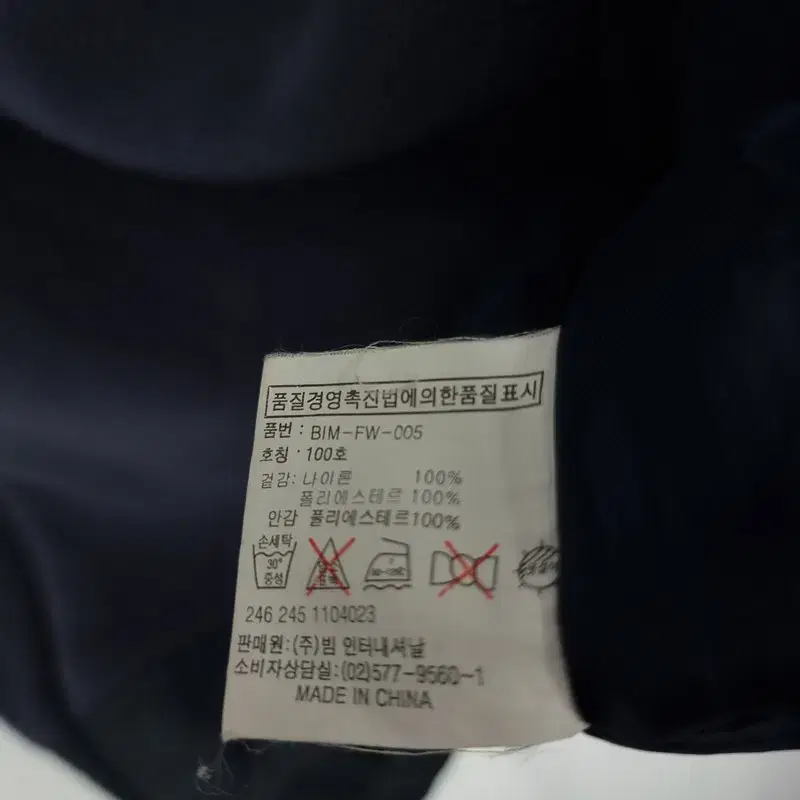 품질경영촉진법에의한품질표시
품번 : BIM-FW-005
호칭 · 100호
겉감: 나이론 100%
폴리에스테르 100%
안감 폴리에스테르100%
손세탁
30°
중성
246 245 1104023
판매원:(주)빔 인터내셔날
소비자상담실:(02)577-9560-1
MADE IN CHINA